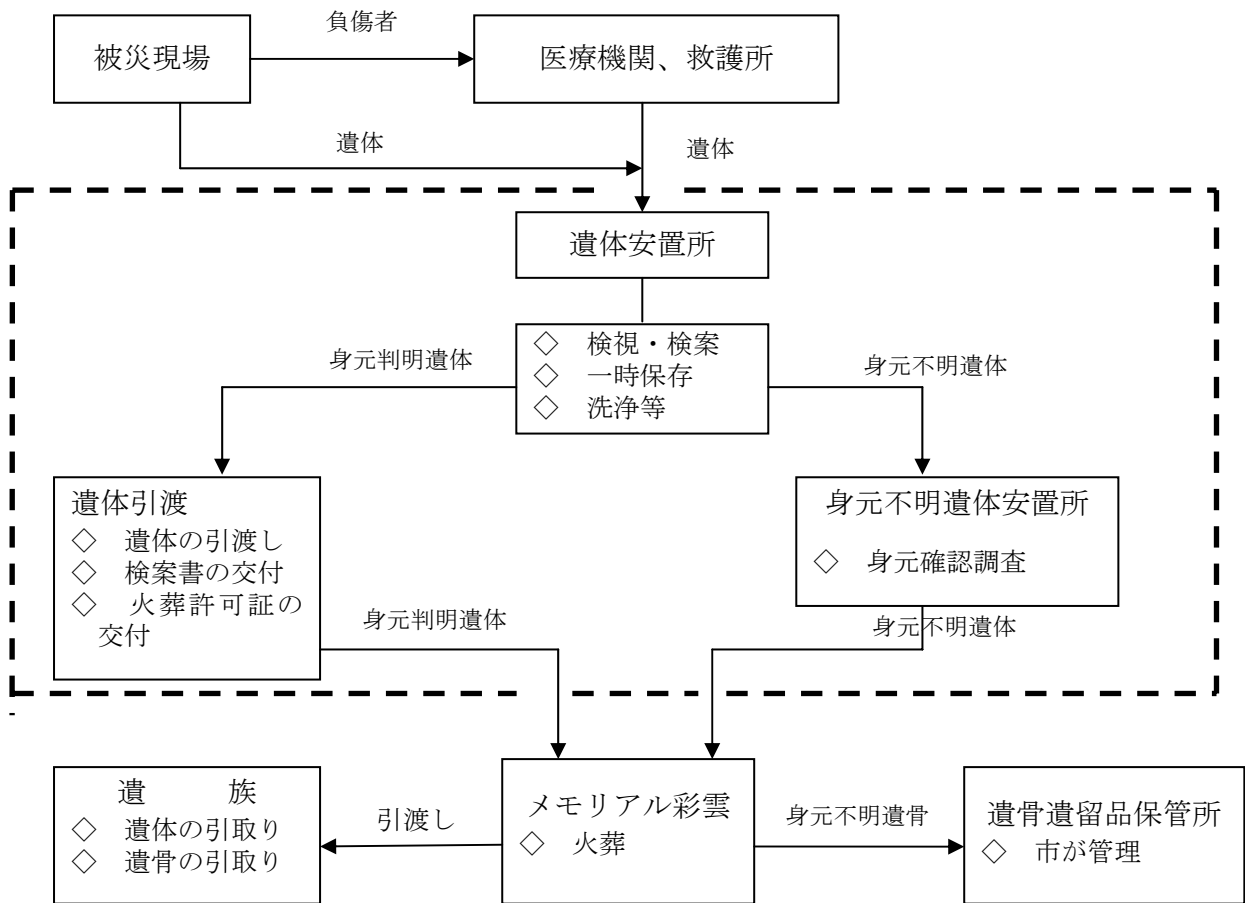 負傷者
被災現場
医療機関、救護所
遺体
遺体
遺体安置所
◇ 検視・検案
◇ 一時保存
◇ 洗浄等
身元判明遺体
身元不明遺体
遺体引渡
◇ 遺体の引渡し
◇ 検案書の交付
◇ 火葬許可証の
交付
身元不明遺体安置所
◇ 身元確認調査
身元判明遺体
身元不明遺体
遺 族
◇ 遺体の引取り
◇ 遺骨の引取り
引渡し
メモリアル彩雲
◇ 火葬
身元不明遺骨
遺骨遺留品保管所
◇ 市が管理